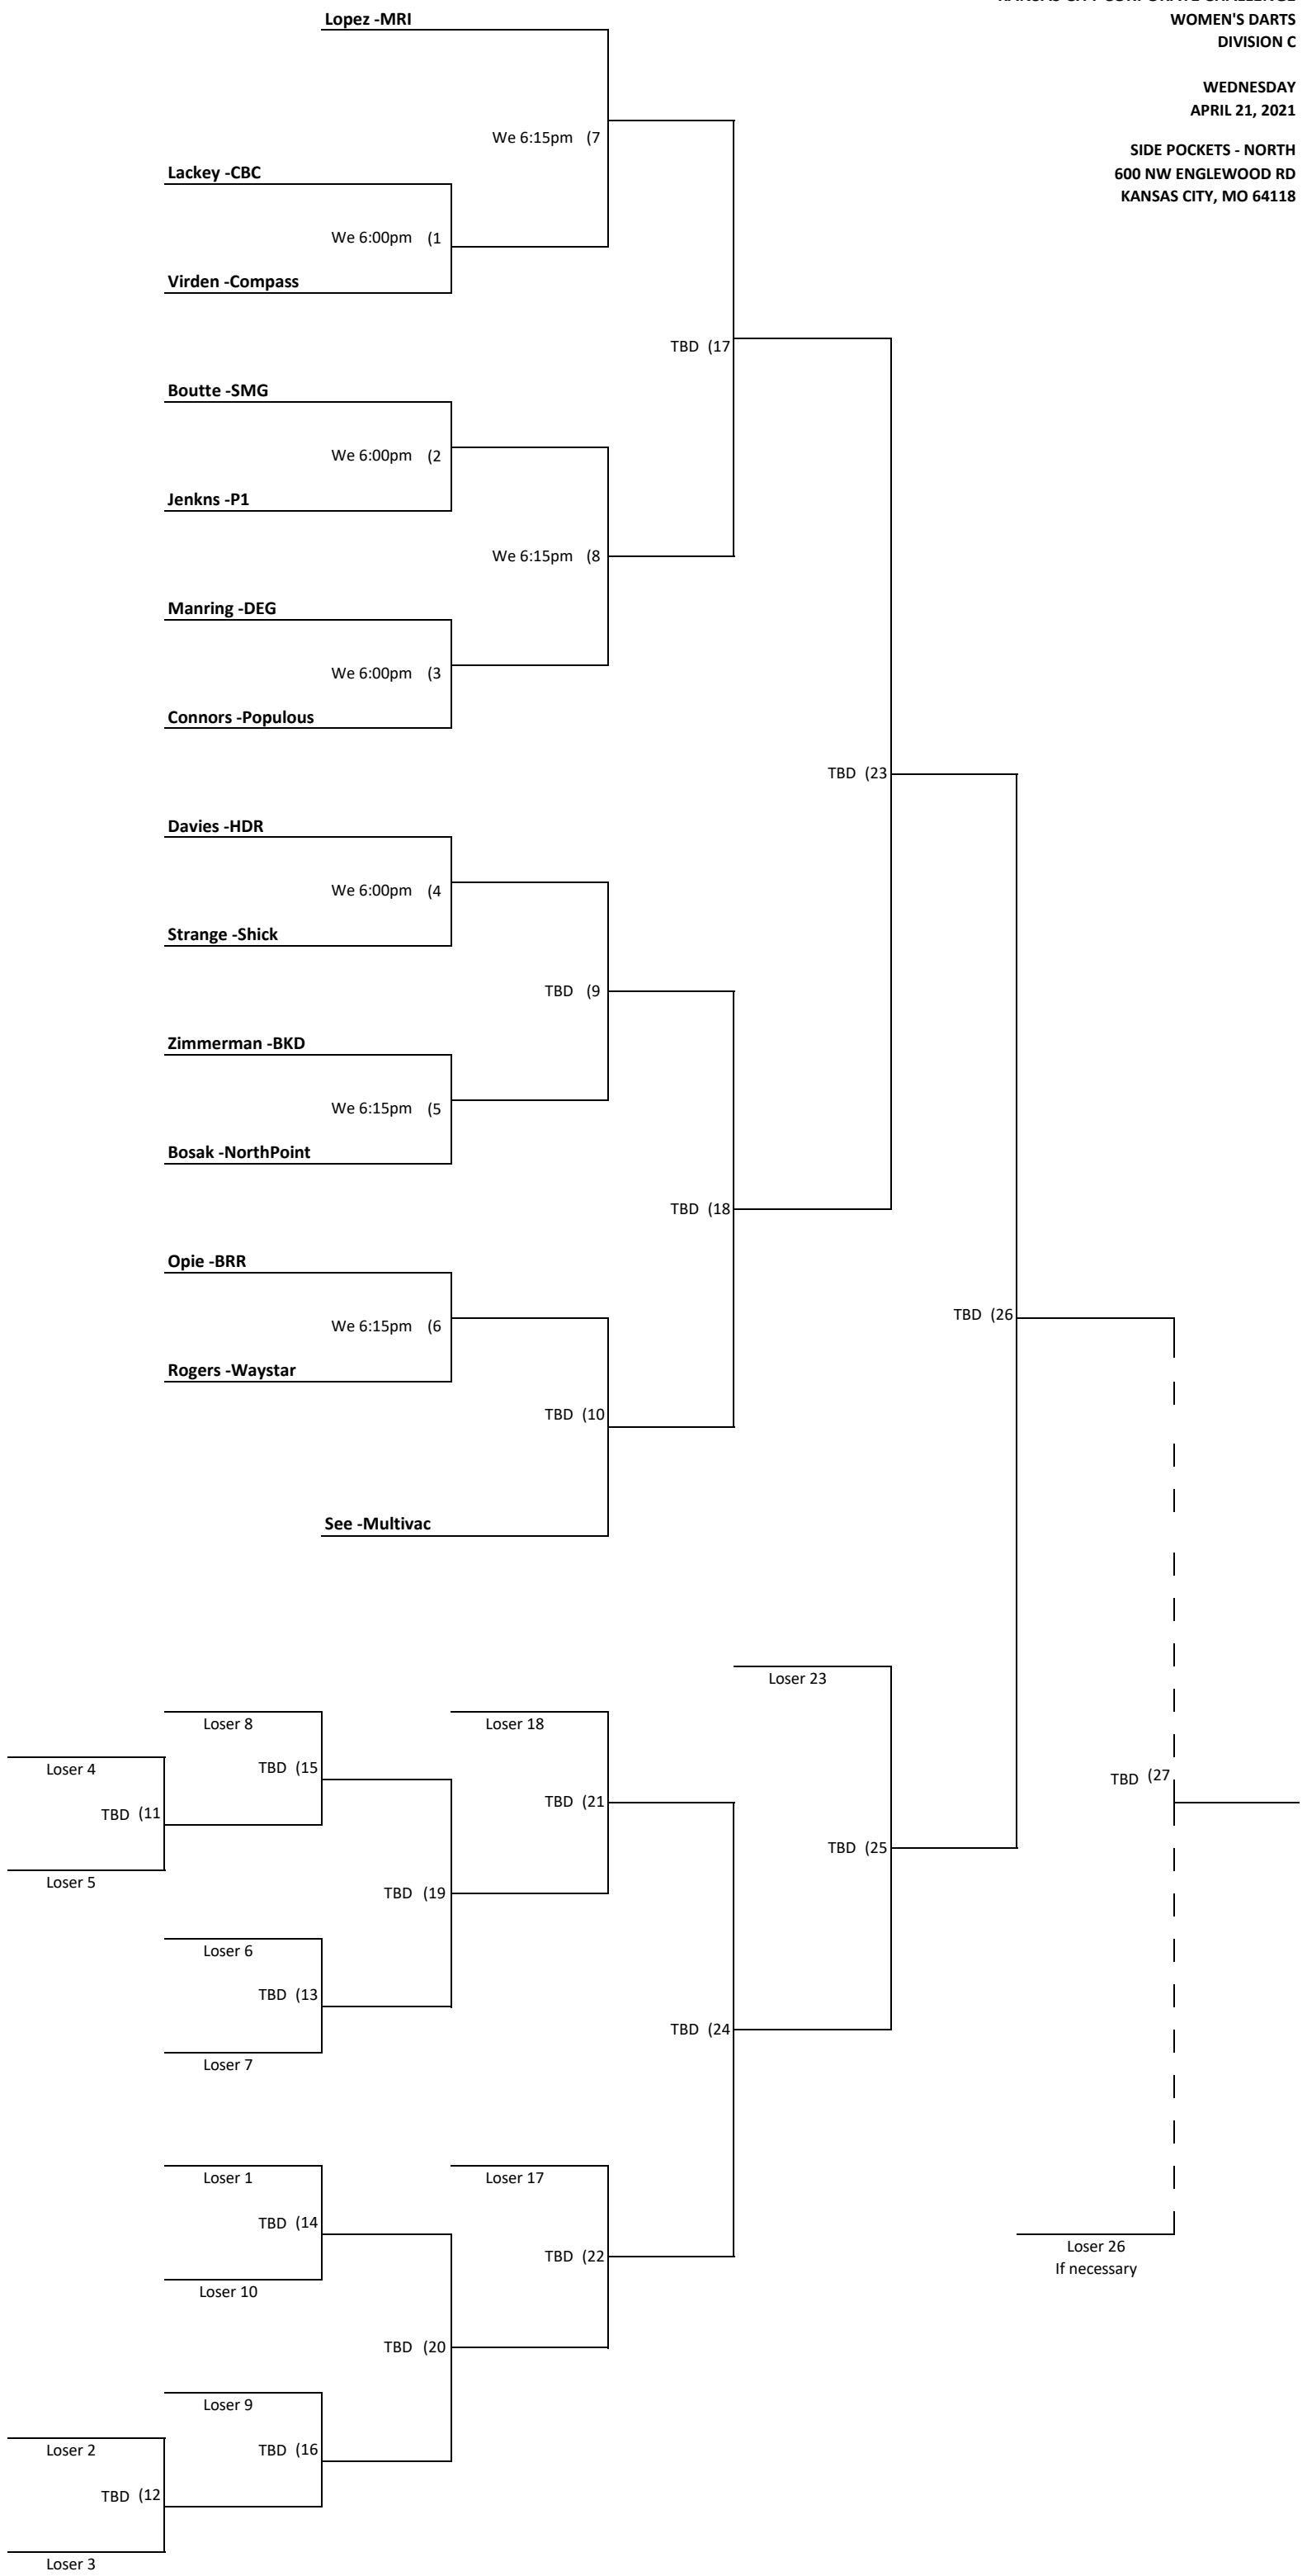 WOMEN'S DARTS
DIVISION C
WEDNESDAY
APRIL 21, 2021
SIDE POCKETS - NORTH
600 NW ENGLEWOOD RD
KANSAS CITY, MO 64118
Lopez -MRI
We 6:15pm (7
Lackey -CBC
We 6:00pm (1
Virden -Compass
TBD (17
Boutte -SMG
We 6:00pm (2
Jenkns -P1
We 6:15pm (8
Manring -DEG
We 6:00pm (3
Connors -Populous
TBD (23
Davies -HDR
We 6:00pm (4
Strange -Shick
TBD (9
Zimmerman -BKD
We 6:15pm (5
Bosak -NorthPoint
TBD (18
Opie -BRR
TBD (26
We 6:15pm (6
Rogers -Waystar
TBD (10
See -Multivac
Loser 23
Loser 8
Loser 18
Loser 4
TBD (15
TBD (27
TBD (11
TBD (21
TBD (25
Loser 5
TBD (19
Loser 6
TBD (13
TBD (24
Loser 7
Loser 1
Loser 17
TBD (14
Loser 26
TBD (22
If necessary
Loser 10
TBD (20
Loser 9
Loser 2
TBD (16
TBD (12
Loser 3